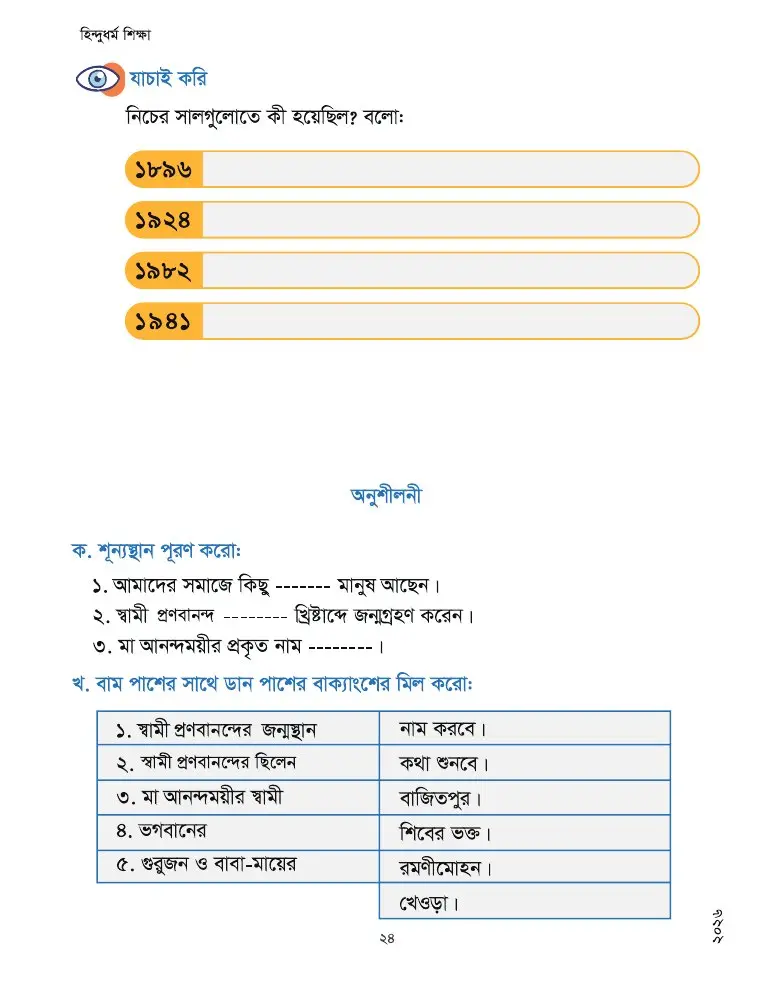 হিন্দুধর্ম শিক্ষা
যাচাই করি
নিচের সালগুলোতে কী হয়েছিল? বলো:
১৮৯৬
১৯২৪
১৯৮২
১৯৪১
অনুশীলনী
ক. শূন্যস্থান পূরণ করো:
১. আমাদের সমাজে কিছু ------- মানুষ আছেন।
২. স্বামী প্রণবানন্দ -------- খ্রিষ্টাব্দে জন্মগ্রহণ করেন।
৩. মা আনন্দময়ীর প্রকৃত নাম --------।
খ. বাম পাশের সাথে ডান পাশের বাক্যাংশের মিল করো:
১. স্বামী প্রণবানন্দের জন্মস্থান নাম করবে।
২. স্বামী প্রণবানন্দের ছিলেন কথা শুনবে।
৩. মা আনন্দময়ীর স্বামী বাজিতপুর।
৪. ভগবানের শিবের ভক্ত।
৫. গুরুজন ও বাবা-মায়ের রমণীমোহন।
খেওড়া।
২৪
২০২৬